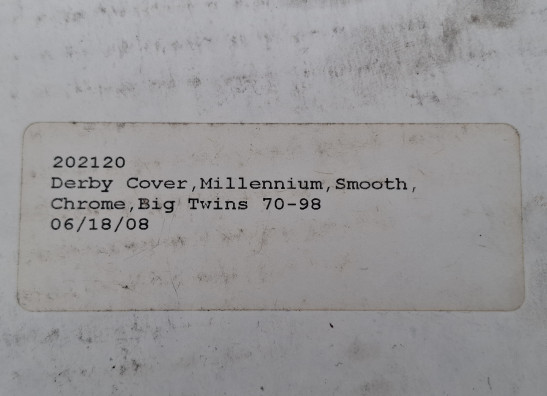 202120
Derby Cover,Millennium,Smooth,
Chrome,Big Twins 70-98
06/18/08